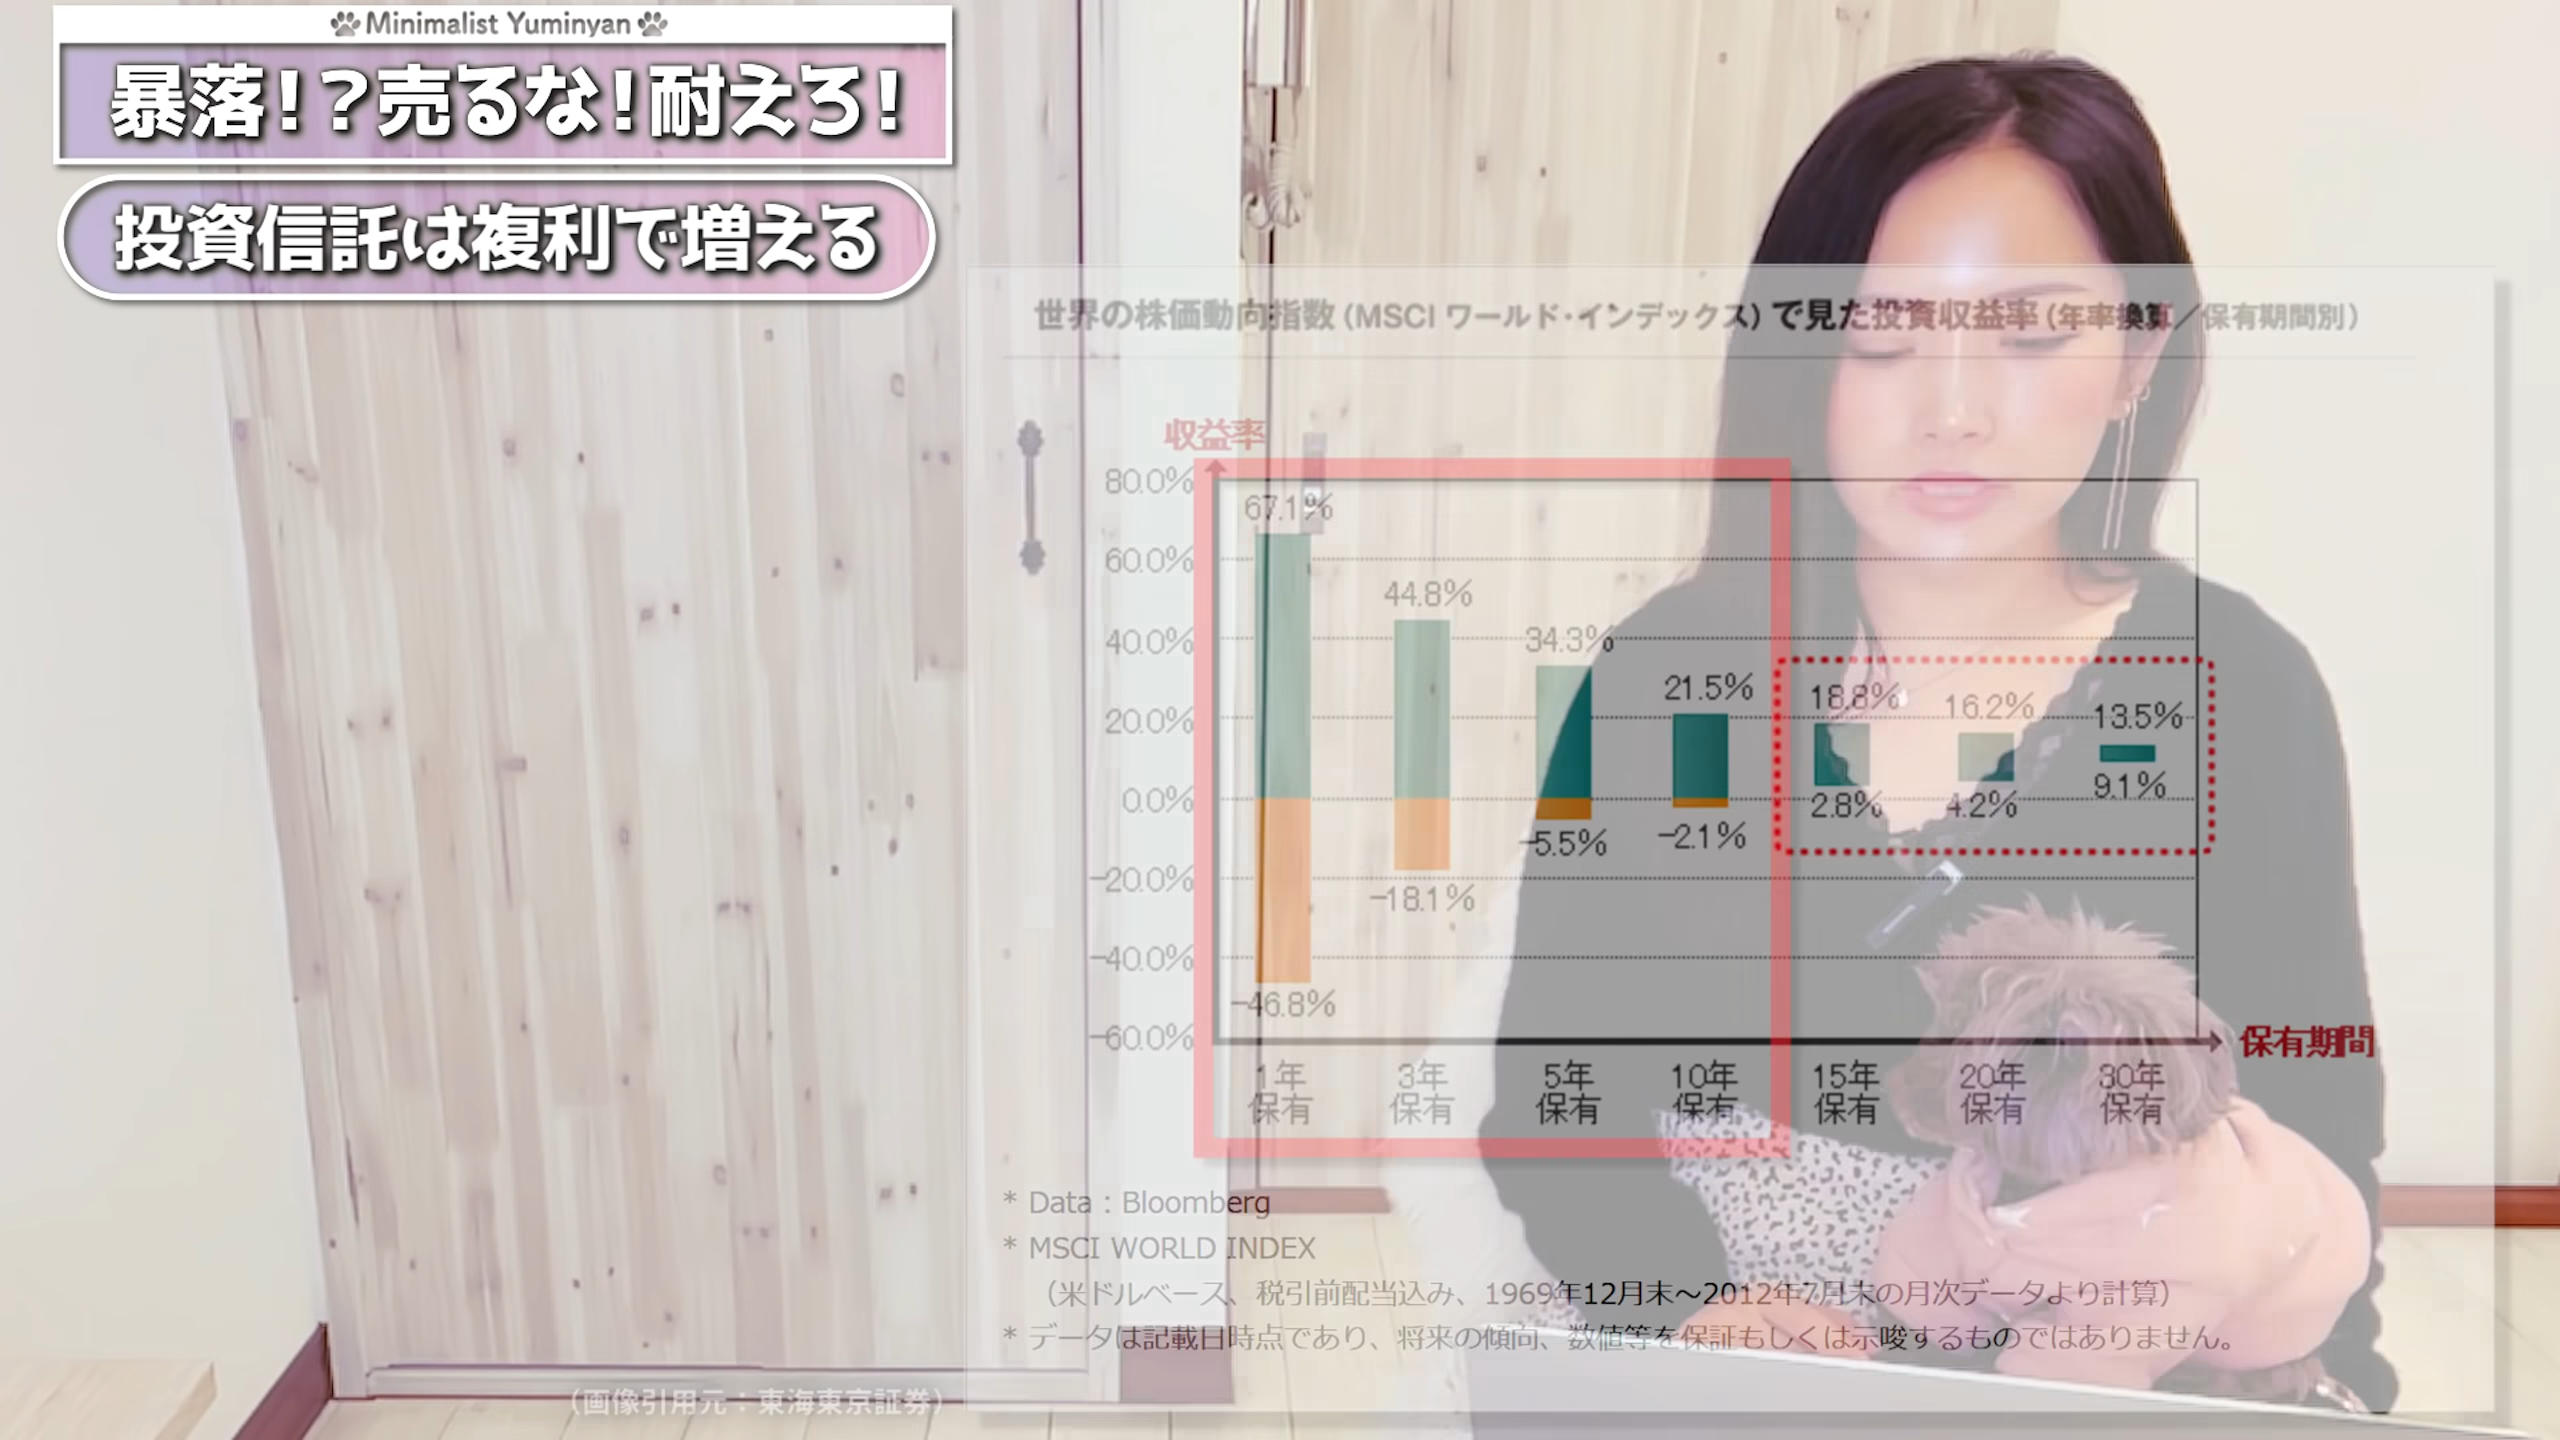 Minimalist Yuminyan
暴落！？売るな！耐えろ！
投資信託は複利で増える
世界の株価動向指数（MSCI ワールド・インデックス）で見た投資収益率（年率換算／保有期間別）
収益率
80.0%
60.0%
40.0%
20.0%
0.0%
-20.0%
-40.0%
-60.0%
67.1%
44.8%
34.3%
21.5%
18.8%
16.2%
13.5%
-46.8%
-18.1%
-5.5%
-2.1%
2.8%
4.2%
9.1%
1年
保有
3年
保有
5年
保有
10年
保有
15年
保有
20年
保有
30年
保有
保有期間
* Data : Bloomberg
* MSCI WORLD INDEX
（米ドルベース、税引前配当込み、1969年12月末～2012年7月末の月次データより計算）
* データは記載日時点であり、将来の傾向、数値等を保証もしくは示唆するものではありません。
（画像引用元：東海東京証券）